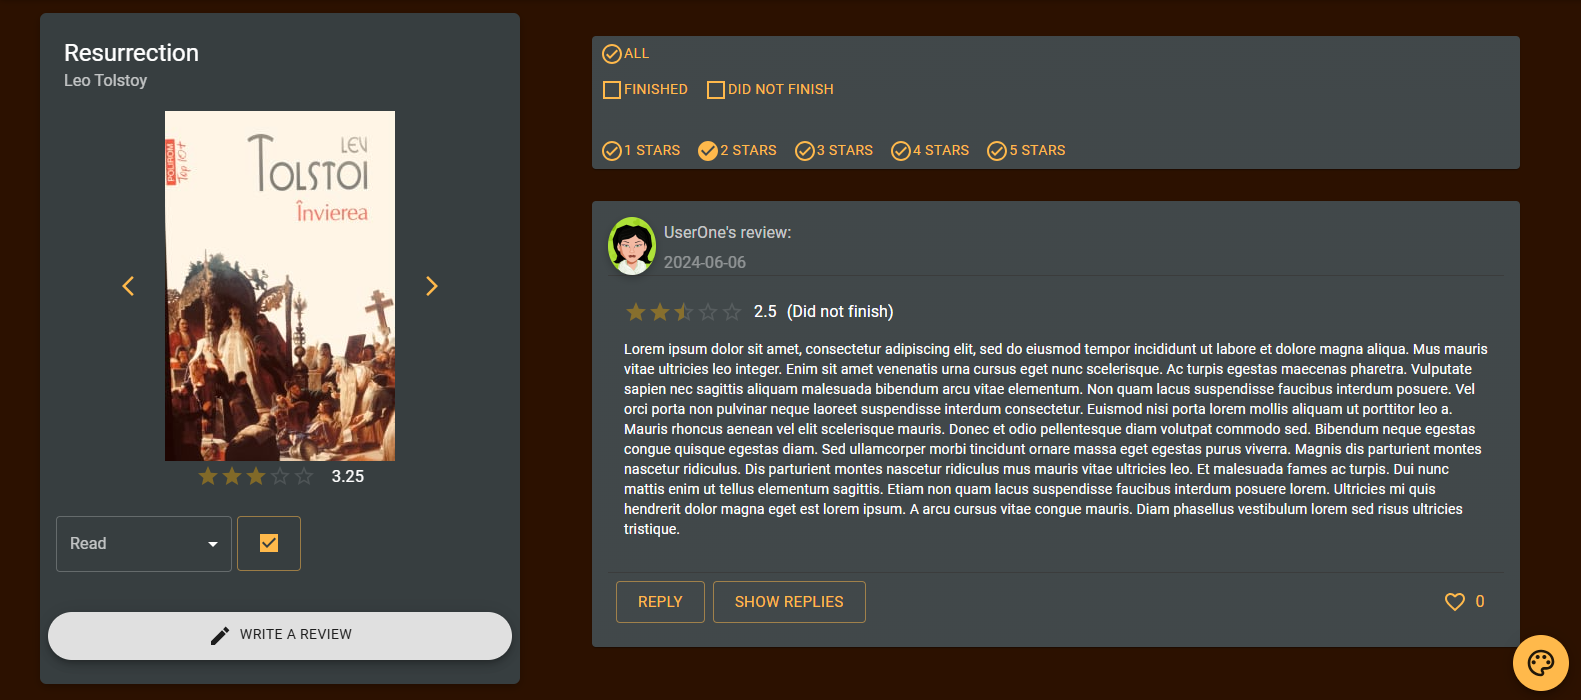 Resurrection
Leo Tolstoy
POLIROM
Top 10+
LEV
TOLSTOI
Învierea
3.25
Read
WRITE A REVIEW
ALL
FINISHED DID NOT FINISH
1 STARS 2 STARS 3 STARS 4 STARS 5 STARS
UserOne's review:
2024-06-06
2.5 (Did not finish)
Lorem ipsum dolor sit amet, consectetur adipiscing elit, sed do eiusmod tempor incididunt ut labore et dolore magna aliqua. Mus mauris
vitae ultricies leo integer. Enim sit amet venenatis urna cursus eget nunc scelerisque. Ac turpis egestas maecenas pharetra. Vulputate
sapien nec sagittis aliquam malesuada bibendum arcu vitae elementum. Non quam lacus suspendisse faucibus interdum posuere. Vel
orci porta non pulvinar neque laoreet suspendisse interdum consectetur. Euismod nisi porta lorem mollis aliquam ut porttitor leo a.
Mauris rhoncus aenean vel elit scelerisque mauris. Donec et odio pellentesque diam volutpat commodo sed. Bibendum neque egestas
congue quisque egestas diam. Sed ullamcorper morbi tincidunt ornare massa eget egestas purus viverra. Magnis dis parturient montes
nascetur ridiculus. Dis parturient montes nascetur ridiculus mus mauris vitae ultricies leo. Et malesuada fames ac turpis. Dui nunc
mattis enim ut tellus elementum sagittis. Etiam non quam lacus suspendisse faucibus interdum posuere lorem. Ultricies mi quis
hendrerit dolor magna eget est lorem ipsum. A arcu cursus vitae congue mauris. Diam phasellus vestibulum lorem sed risus ultricies
tristique.
REPLY SHOW REPLIES 0